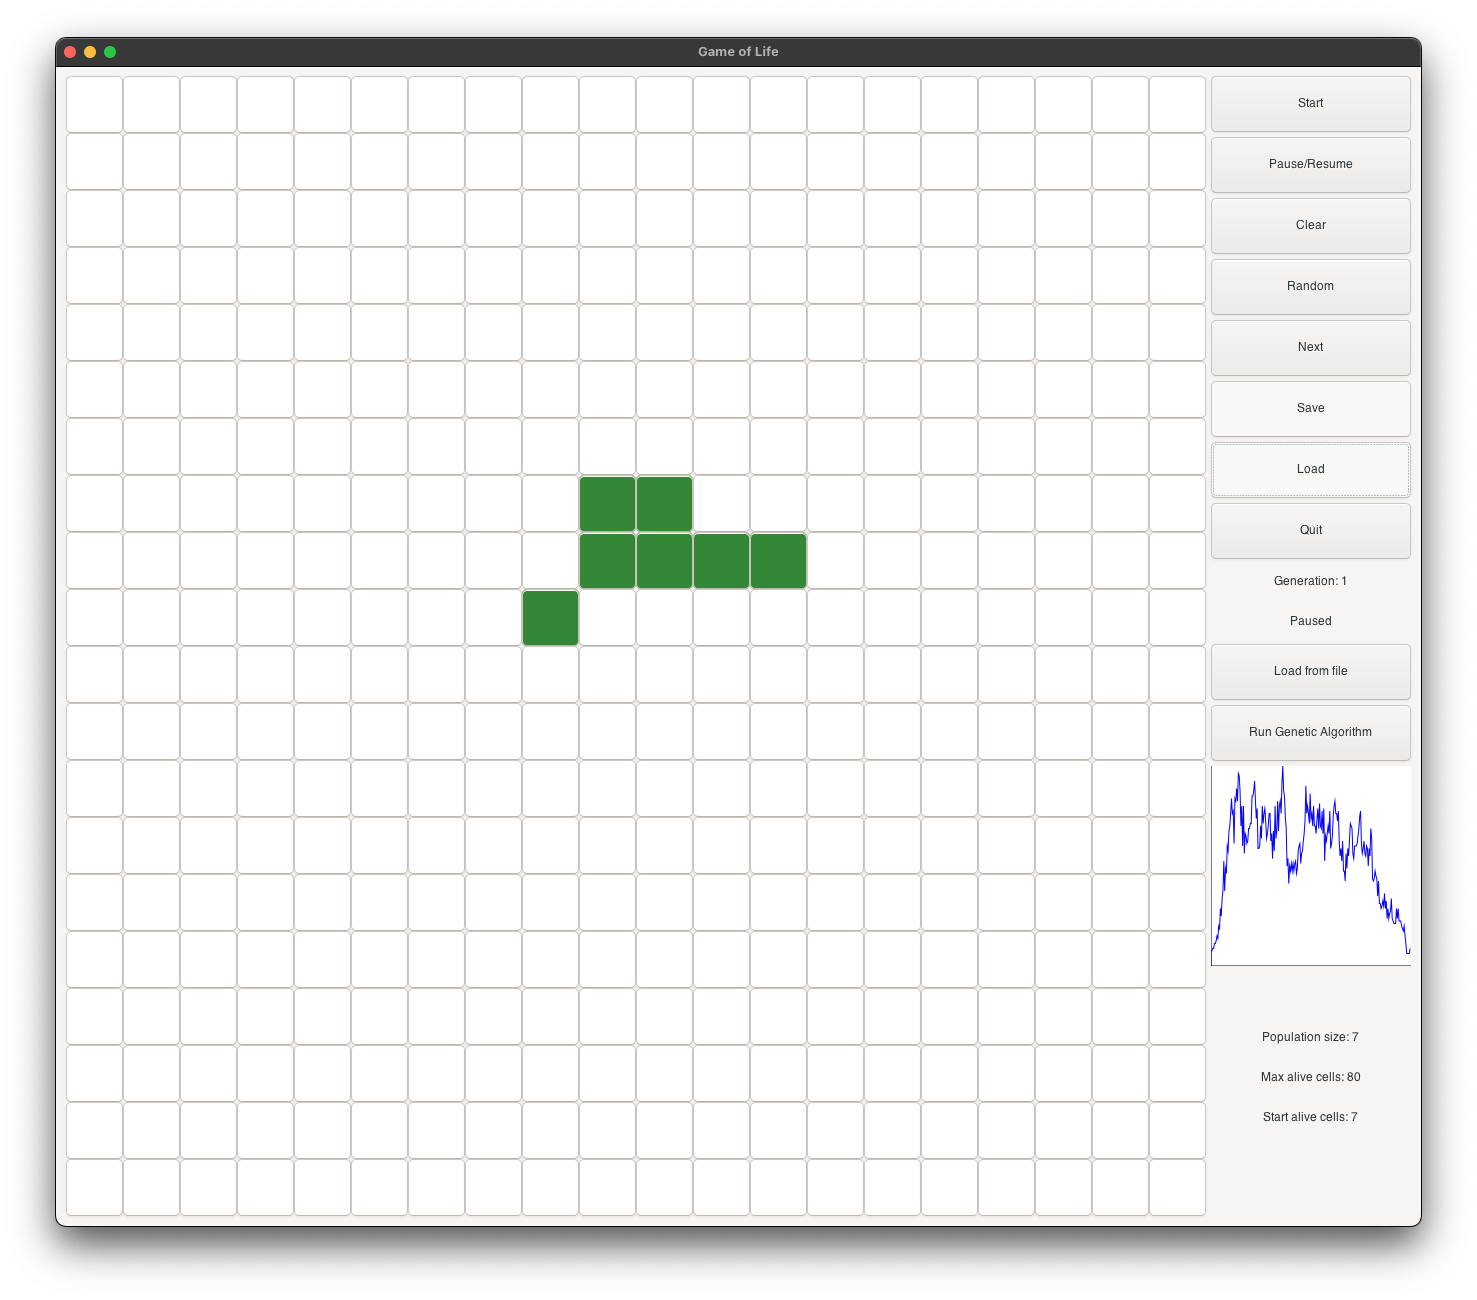 Game of Life
Start
Pause/Resume
Clear
Random
Next
Save
Load
Quit
Generation: 1
Paused
Load from file
Run Genetic Algorithm
Population size: 7
Max alive cells: 80
Start alive cells: 7